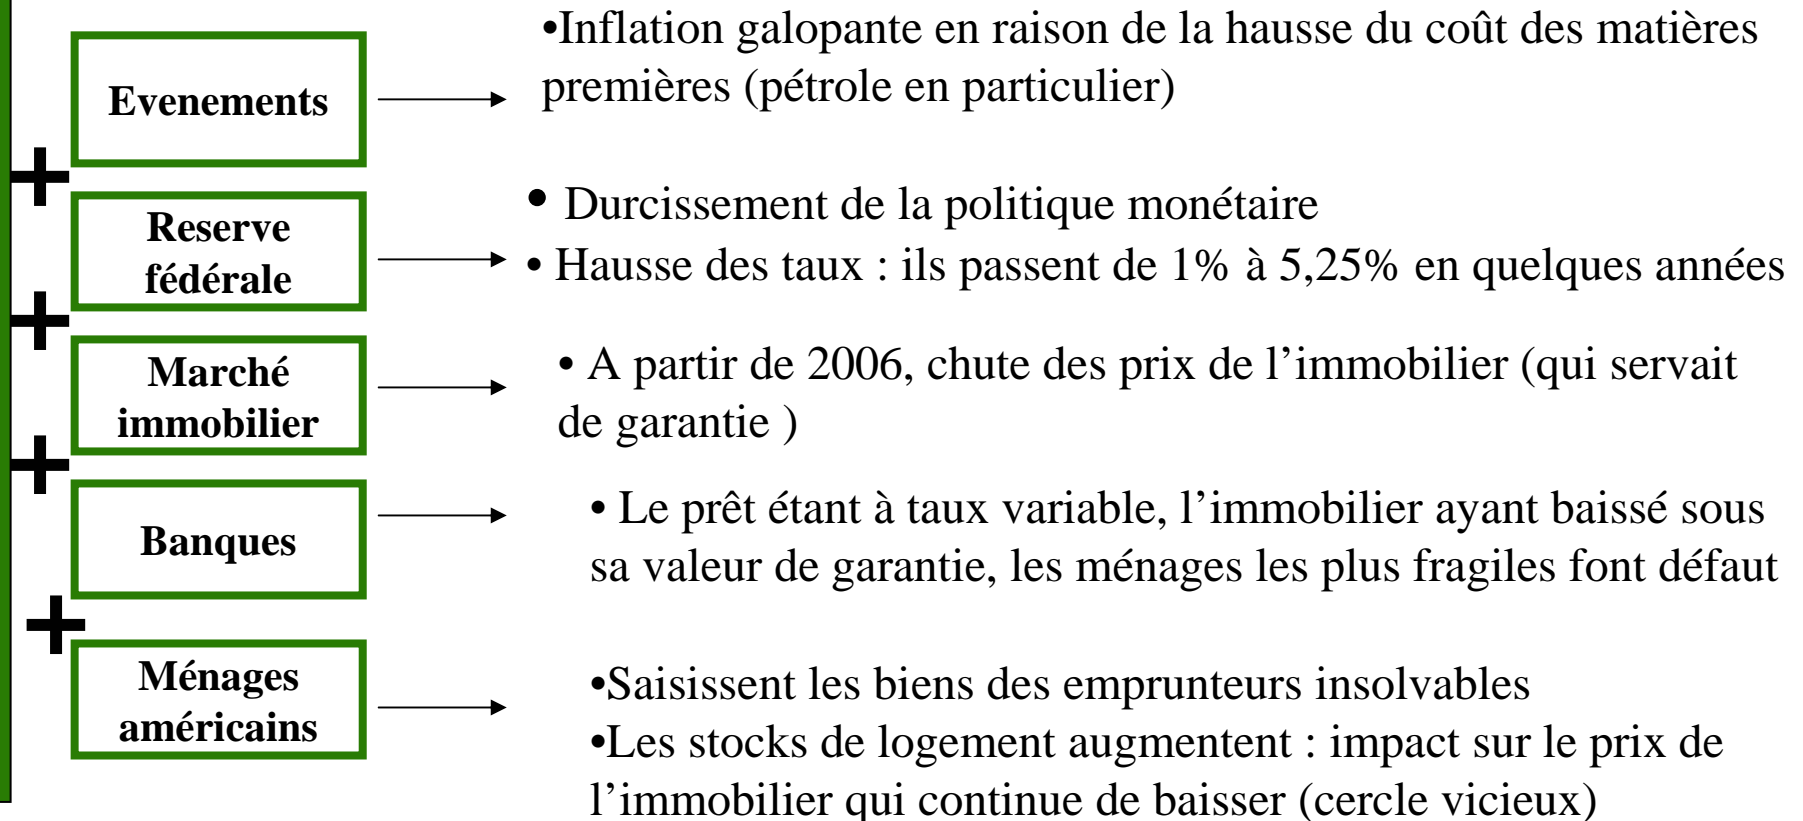 Evenements
•Inflation galopante en raison de la hausse du coût des matières
premières (pétrole en particulier)
+
Reserve
fédérale
• Durcissement de la politique monétaire
• Hausse des taux : ils passent de 1% à 5,25% en quelques années
+
Marché
immobilier
• A partir de 2006, chute des prix de l’immobilier (qui servait
de garantie )
+
Banques
• Le prêt étant à taux variable, l’immobilier ayant baissé sous
sa valeur de garantie, les ménages les plus fragiles font défaut
+
Ménages
américains
•Saisissent les biens des emprunteurs insolvables
•Les stocks de logement augmentent : impact sur le prix de
l’immobilier qui continue de baisser (cercle vicieux)